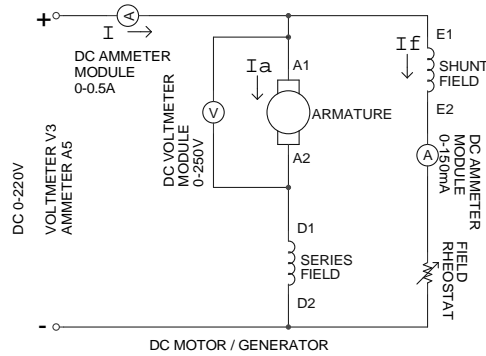 +
A
I
DC AMMETER
MODULE
0-0.5A
DC 0-220V
VOLTMETER V3
AMMETER A5
DC VOLTMETER
MODULE
0-250V
V
Ia
A1
ARMATURE
A2
D1
SERIES
FIELD
D2
If
E1
SHUNT
FIELD
E2
A
DC AMMETER
MODULE
0-150mA
FIELD
RHEOSTAT
-
DC MOTOR / GENERATOR